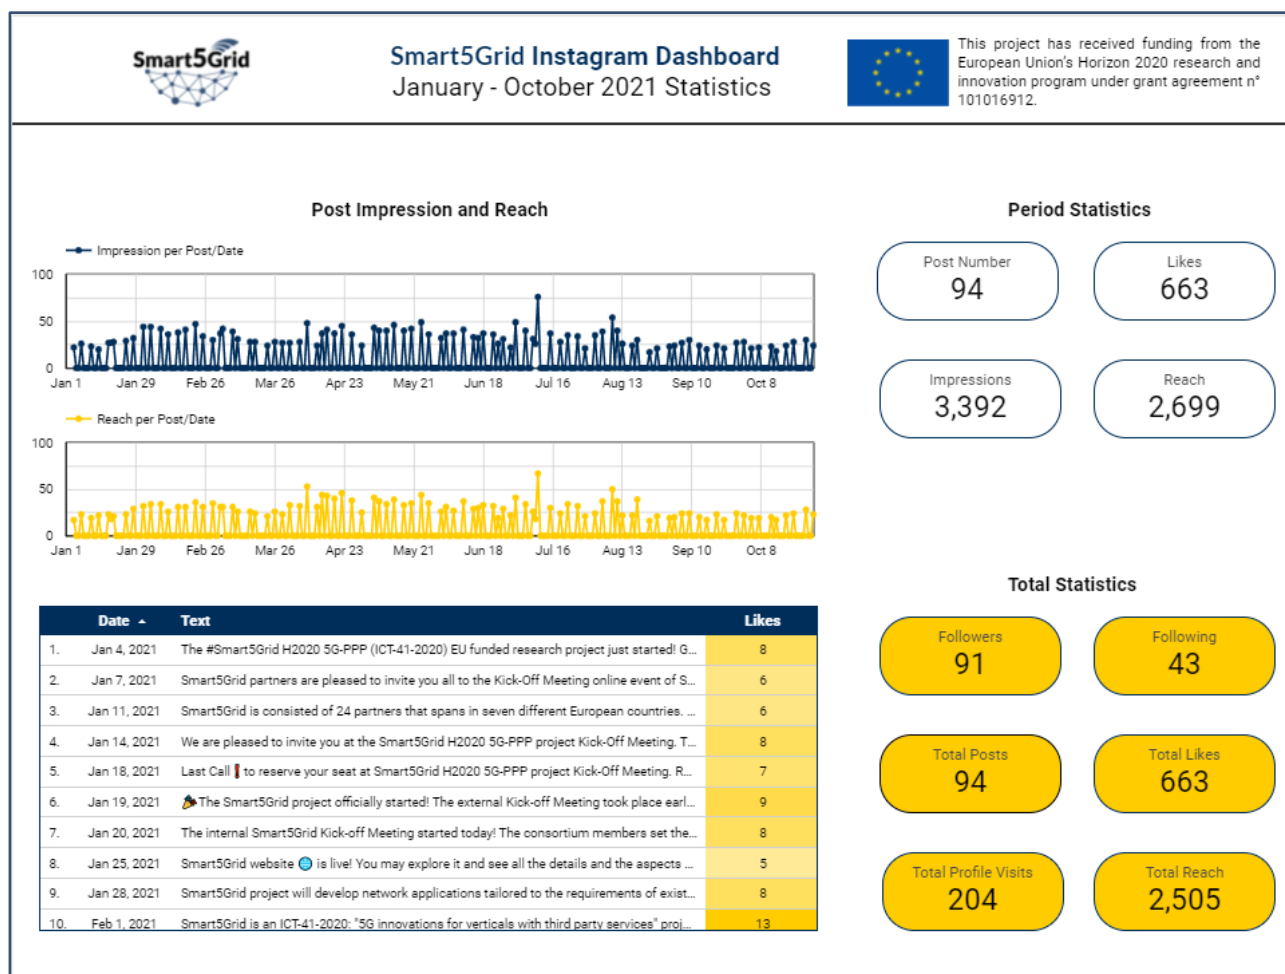 Smart5Grid
Smart5Grid Instagram Dashboard
January - October 2021 Statistics
This project has received funding from the
European Union's Horizon 2020 research and
innovation program under grant agreement n°
101016912.
Post Impression and Reach
Impression per Post/Date
100
50
0
Jan 1 Jan 29 Feb 26 Mar 26 Apr 23 May 21 Jun 18 Jul 16 Aug 13 Sep 10 Oct 8
Reach per Post/Date
100
50
0
Jan 1 Jan 29 Feb 26 Mar 26 Apr 23 May 21 Jun 18 Jul 16 Aug 13 Sep 10 Oct 8
Date Text Likes
1. Jan 4, 2021 The #Smart5Grid H2020 5G-PPP (ICT-41-2020) EU funded research project just started! G... 8
2. Jan 7, 2021 Smart5Grid partners are pleased to invite you all to the Kick-Off Meeting online event of S... 6
3. Jan 11, 2021 Smart5Grid is consisted of 24 partners that spans in seven different European countries. ... 6
4. Jan 14, 2021 We are pleased to invite you at the Smart5Grid H2020 5G-PPP project Kick-Off Meeting. T... 8
5. Jan 18, 2021 Last Call to reserve your seat at Smart5Grid H2020 5G-PPP project Kick-Off Meeting. R... 7
6. Jan 19, 2021 The Smart5Grid project officially started! The external Kick-off Meeting took place earl... 9
7. Jan 20, 2021 The internal Smart5Grid Kick-off Meeting started today! The consortium members set the... 8
8. Jan 25, 2021 Smart5Grid website is live! You may explore it and see all the details and the aspects ... 5
9. Jan 28, 2021 Smart5Grid project will develop network applications tailored to the requirements of exist... 8
10. Feb 1, 2021 Smart5Grid is an ICT-41-2020: "5G innovations for verticals with third party services" proj... 13
Period Statistics
Post Number
94
Likes
663
Impressions
3,392
Reach
2,699
Total Statistics
Followers
91
Following
43
Total Posts
94
Total Likes
663
Total Profile Visits
204
Total Reach
2,505